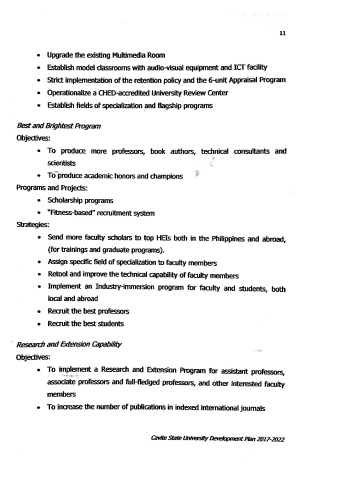 11
• Upgrade the existing Multimedia Room
• Establish model classrooms with audio-visual equipment and ICT facility
• Strict implementation of the retention policy and the 6-unit Appraisal Program
• Operationalize a CHED-accredited University Review Center
• Establish fields of specialization and flagship programs
Best and Brightest Program
Objectives:
• To produce more professors, book authors, technical consultants and
scientists
• To produce academic honors and champions
Programs and Projects:
• Scholarship programs
• "Fitness-based" recruitment system
Strategies:
• Send more faculty scholars to top HEIs both in the Philippines and abroad,
(for trainings and graduate programs).
• Assign specific field of specialization to faculty members
• Retool and improve the technical capability of faculty members
• Implement an Industry-immersion program for faculty and students, both
local and abroad
• Recruit the best professors
• Recruit the best students
Research and Extension Capability
Objectives:
• To implement a Research and Extension Program for assistant professors,
associate professors and full-fledged professors, and other interested faculty
members
• To increase the number of publications in indexed international journals
Cavite State University Development Plan 2017-2022